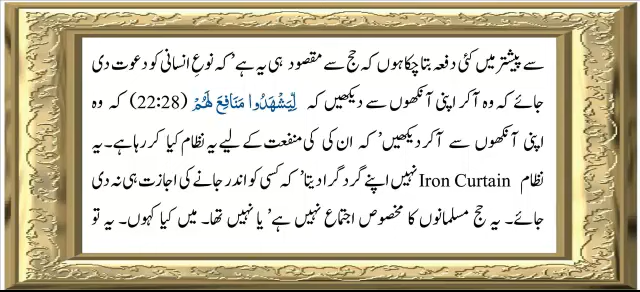 سے پیشتر میں کئی دفعہ بتا چکا ہوں کہ حج سے مقصود ہی یہ ہے' کہ نوعِ انسانی کو دعوت دی
جائے کہ وہ آ کر اپنی آنکھوں سے دیکھیں کہ لِّیَشْهَدُوا مَنَافِعَ لَهُمْ (22:28) کہ وہ
اپنی آنکھوں سے آ کر دیکھیں' کہ ان کی کی منفعت کے لیے یہ نظام کیا کر رہا ہے۔ یہ
نظام Iron Curtain نہیں اپنے گرد گرا دیتا' کہ کسی کو اندر جانے کی اجازت ہی نہ دی
جائے۔ یہ حج مسلمانوں کا مخصوص اجتماع نہیں ہے' یا نہیں تھا۔ میں کیا کہوں۔ یہ تو